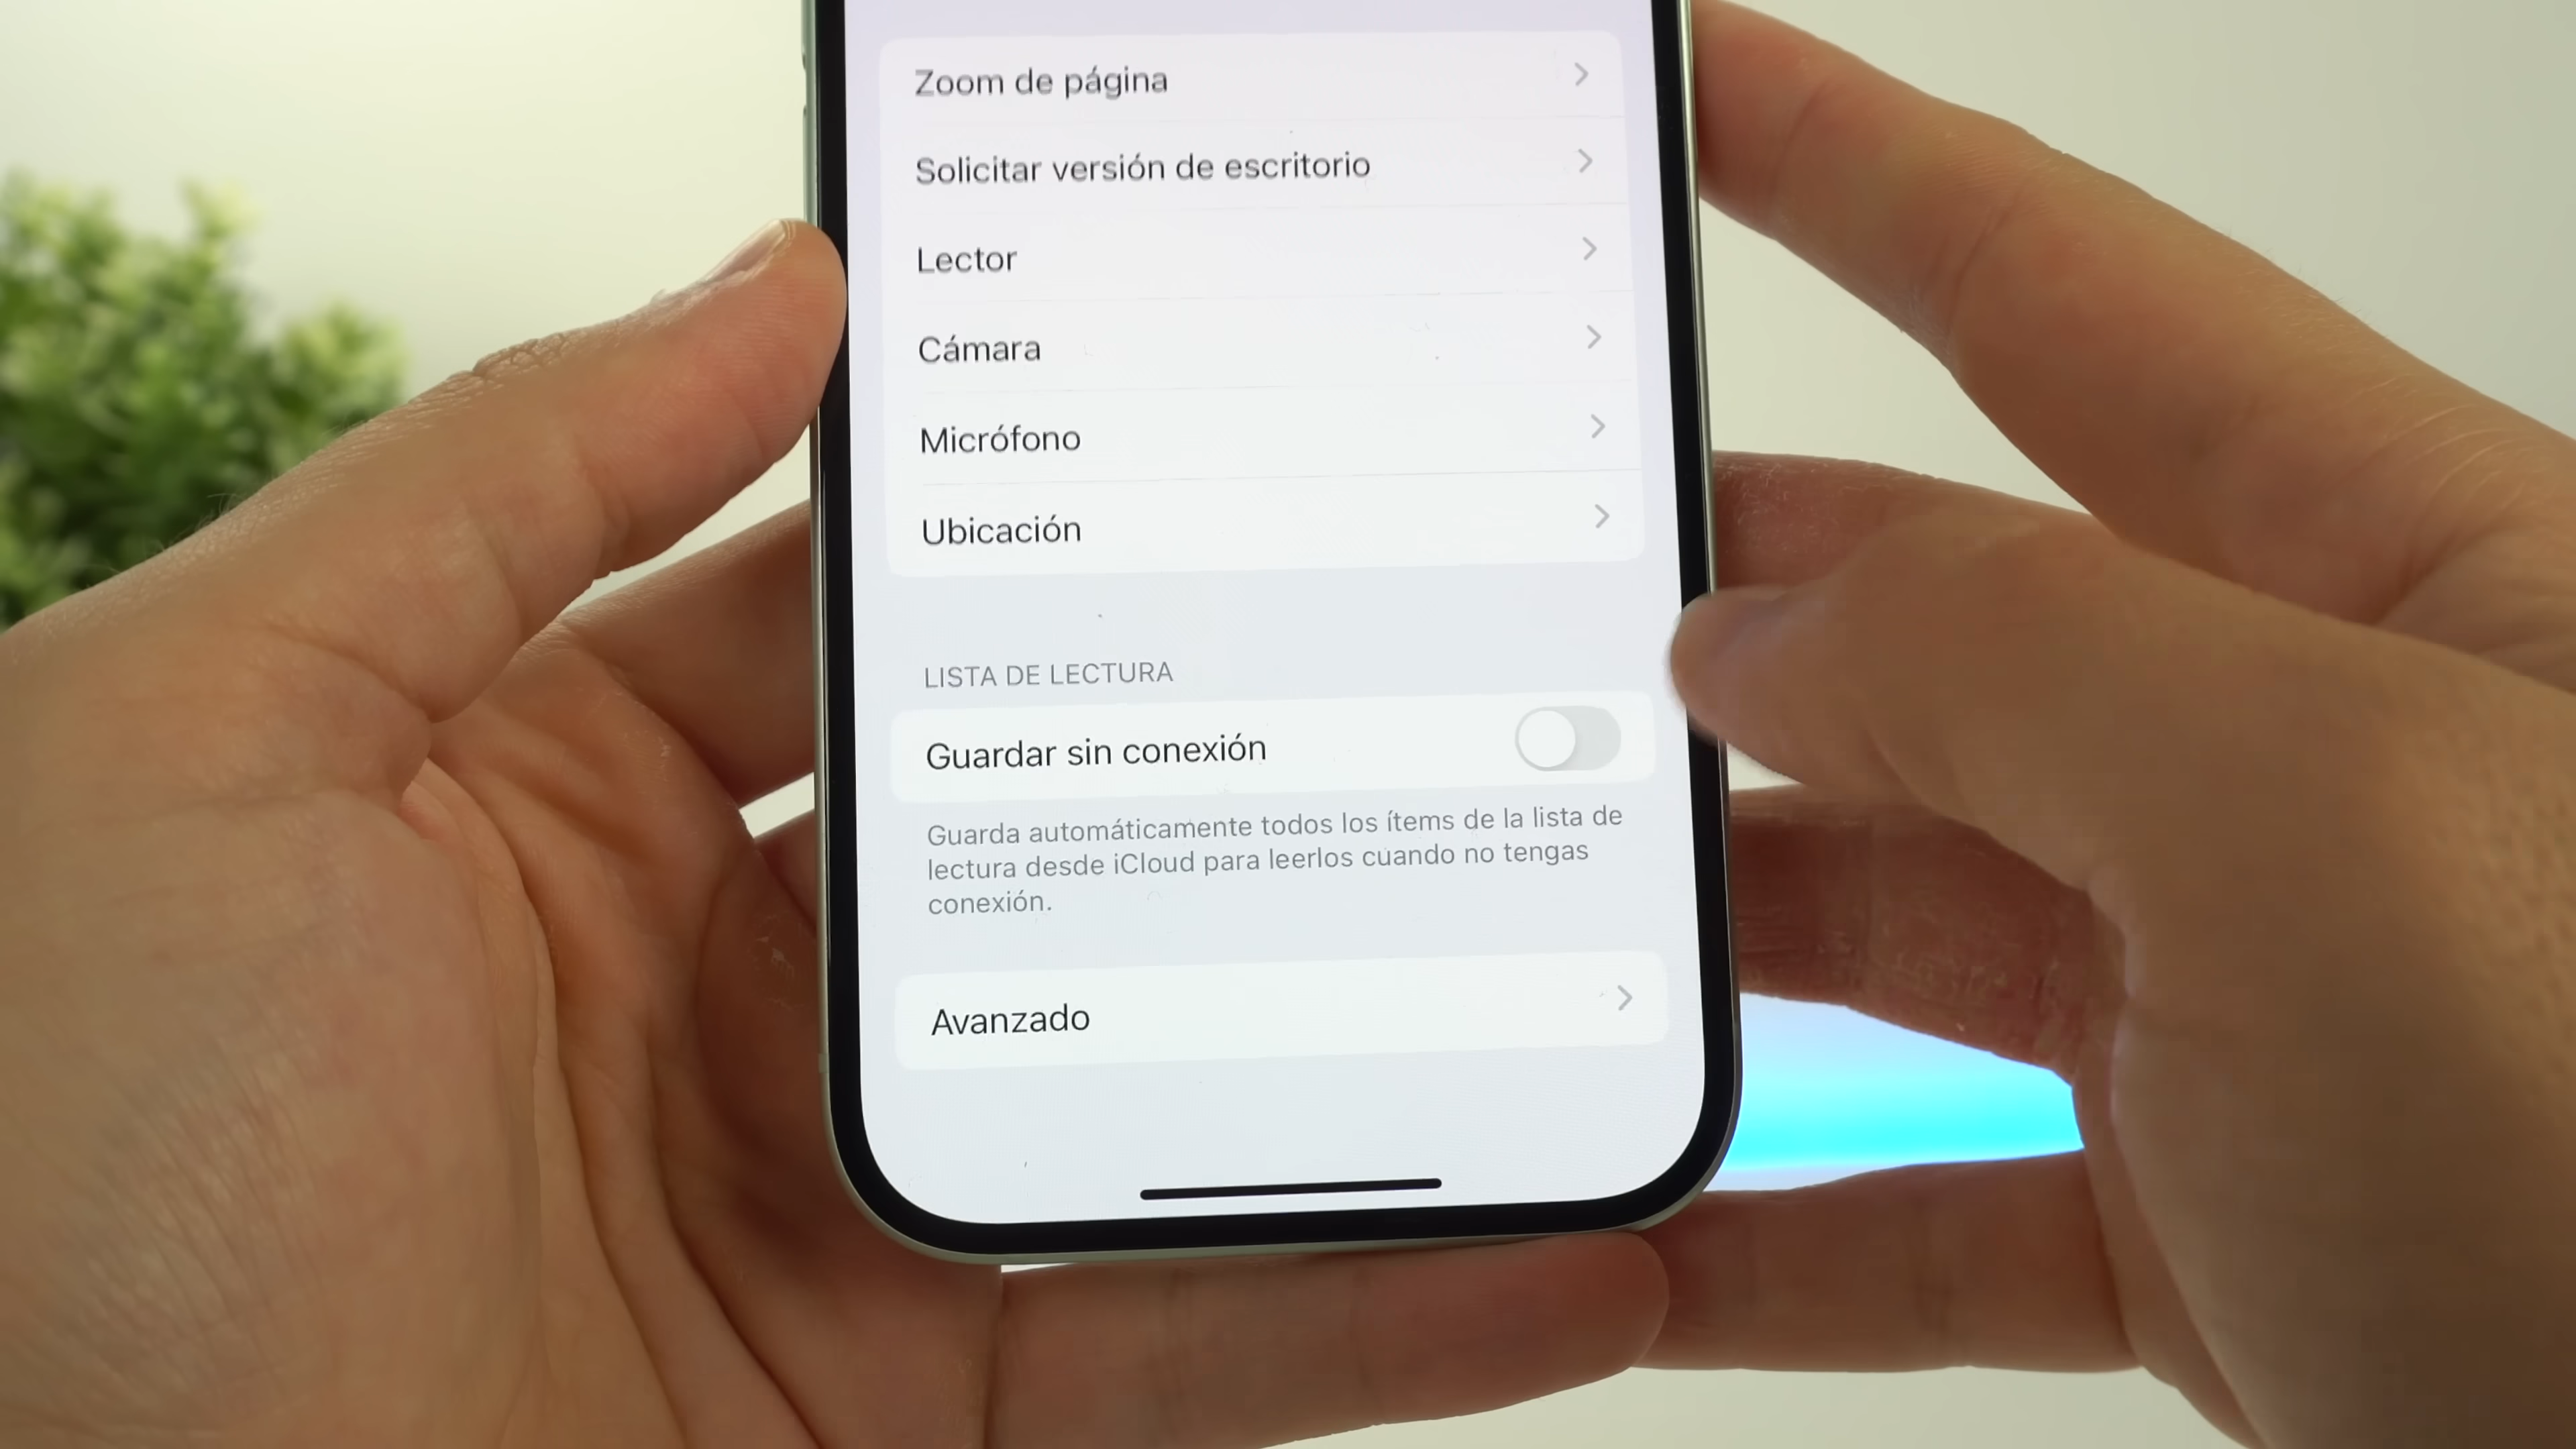 Zoom de página
Solicitar versión de escritorio
Lector
Cámara
Micrófono
Ubicación
LISTA DE LECTURA
Guardar sin conexión
Guarda automáticamente todos los ítems de la lista de
lectura desde iCloud para leerlos cuando no tengas
conexión.
Avanzado